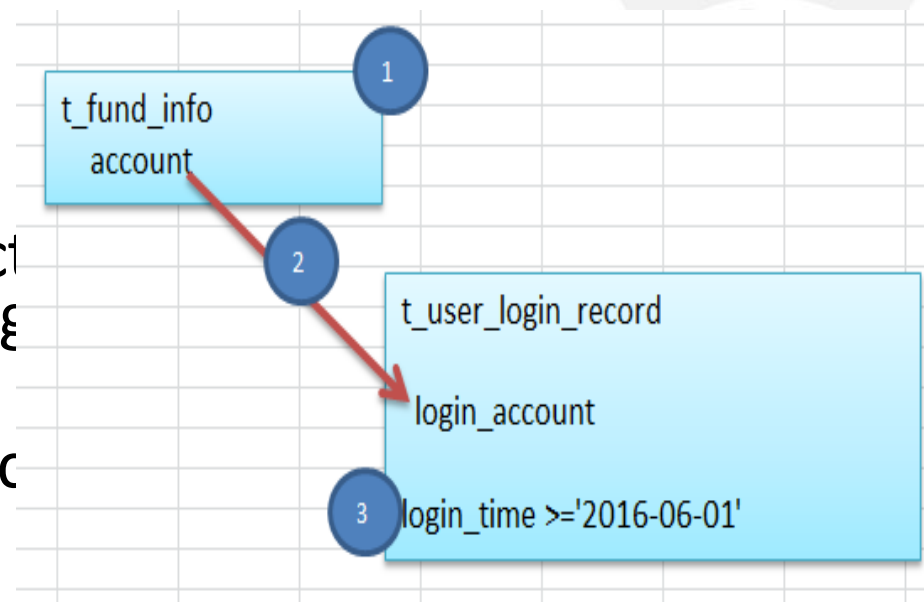 1
t_fund_info
account
2
t_user_login_record
login_account
3
login_time >='2016-06-01'